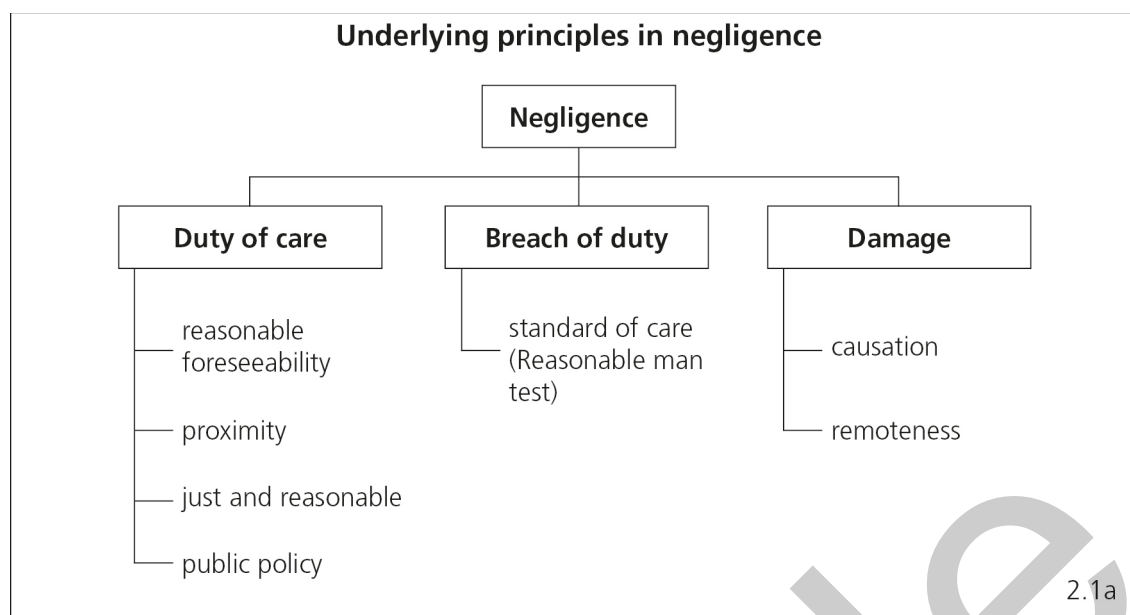 Underlying principles in negligence
Negligence
Duty of care
reasonable
foreseeability
proximity
just and reasonable
public policy
Breach of duty
standard of care
(Reasonable man
test)
Damage
causation
remoteness
2.1a